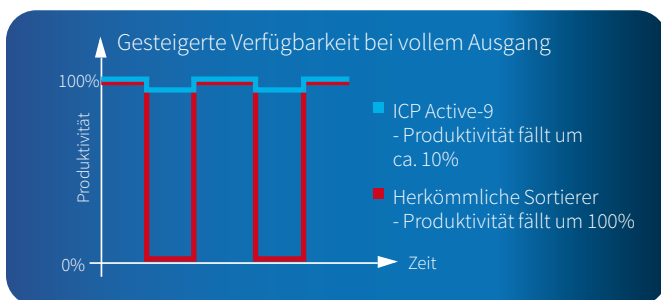 Gesteigerte Verfügbarkeit bei vollem Ausgang
100%
Produktivität
0%
Zeit
ICP Active-9
- Produktivität fällt um
ca. 10%
Herkömmliche Sortierer
- Produktivität fällt um 100%